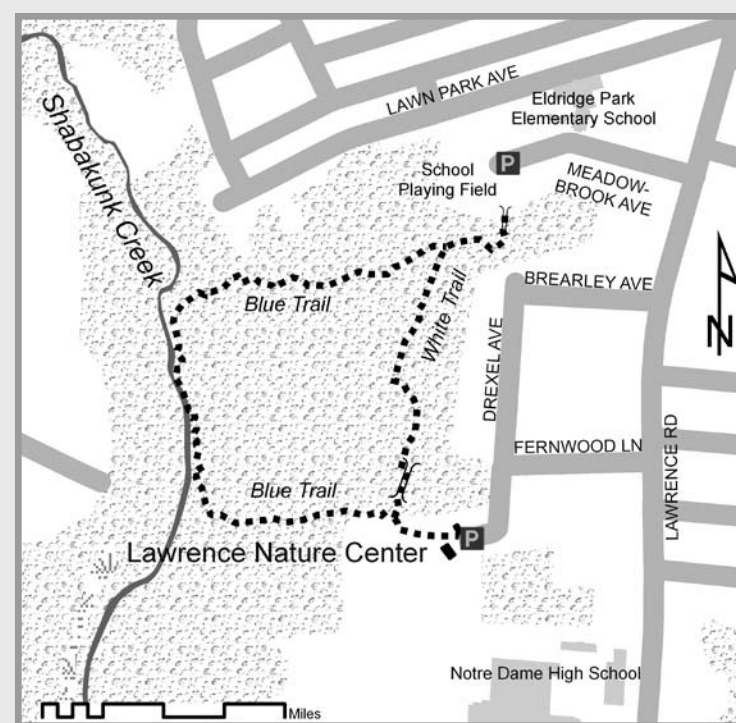 LAWN PARK AVE
Eldridge Park
Elementary School
Shabakunk Creek
P
School
Playing Field
MEADOW-
BROOK AVE
BREARLEY AVE
Blue Trail
White Trail
N
DREXEL AVE
FERNWOOD LN
LAWRENCE RD
Blue Trail
Lawrence Nature Center
P
Notre Dame High School
Miles